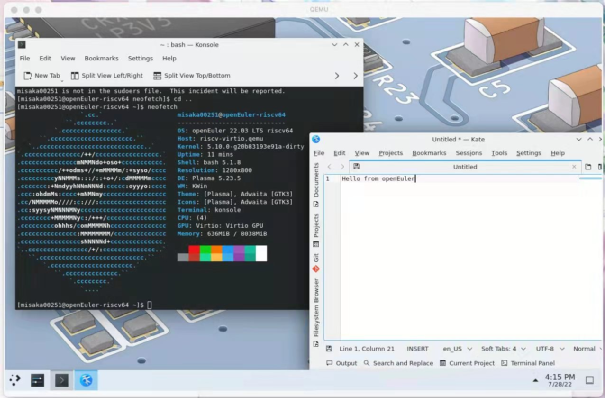 QEMU
~ : bash — Konsole
File Edit View Bookmarks Settings Help
New Tab Split View Left/Right Split View Top/Bottom
misaka00251 is not in the sudoers file. This incident will be reported.
[misaka00251@openEuler-riscv64 neofetch]$ cd ..
[misaka00251@openEuler-riscv64 ~]$ neofetch
misaka00251@openEuler-riscv64
OS: openEuler 22.03 LTS riscv64
Host: riscv-virtio.qemu
Kernel: 5.10.0-g20b83193e91a-dirty
Uptime: 11 mins
Shell: bash 5.1.8
Resolution: 1280x800
DE: Plasma 5.23.5
WM: KWin
Theme: [Plasma], Adwaita [GTK3]
Icons: [Plasma], Adwaita [GTK3]
Terminal: konsole
CPU: (4)
GPU: Virtio: Virtio GPU
Memory: 636MiB / 8038MiB
[misaka00251@openEuler-riscv64 ~]$
Untitled * — Kate
File Edit View Projects Bookmarks Sessions Tools Settings Help
Untitled
1 Hello from openEuler
Documents
Projects
Git
Filesystem Browser
Line 1, Column 21 INSERT en_US Soft Tabs: 4 UTF-8 Normal
Output Search and Replace Current Project Terminal Panel
4:15 PM
7/28/22
CR1
3LP3V3
R23
C5